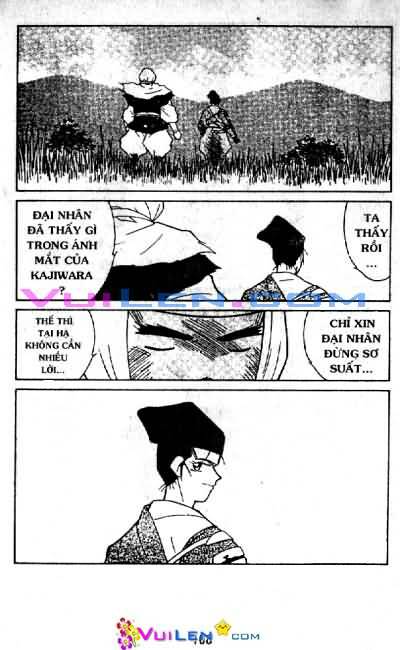 TA
THẤY
RỒI
...
ĐẠI NHÂN
ĐÃ THẤY GÌ
TRONG ÁNH
MẮT CỦA
KAJIWARA
?
VUILEN.COM
CHỈ XIN
ĐẠI NHÂN
ĐỪNG SƠ
SUẤT...
THẾ THÌ
TẠI HẠ
KHÔNG CẦN
NHIỀU
LỜI...
VUILEN.COM